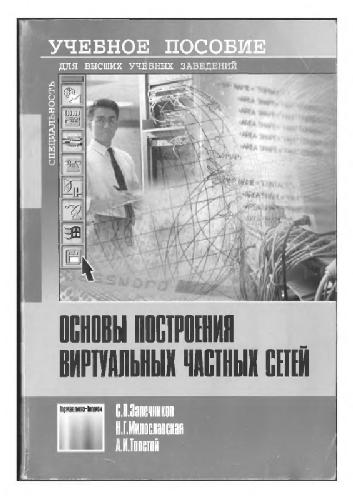 УЧЕБНОЕ ПОСОБИЕ
ДЛЯ ВЫСШИХ УЧЕБНЫХ ЗАВЕДЕНИЙ
СПЕЦИАЛЬНОСТЬ
ОСНОВЫ ПОСТРОЕНИЯ
ВИРТУАЛЬНЫХ ЧАСТНЫХ СЕТЕЙ
С.В.Запечников
Н.Г.Милославская
А.И.Толстой